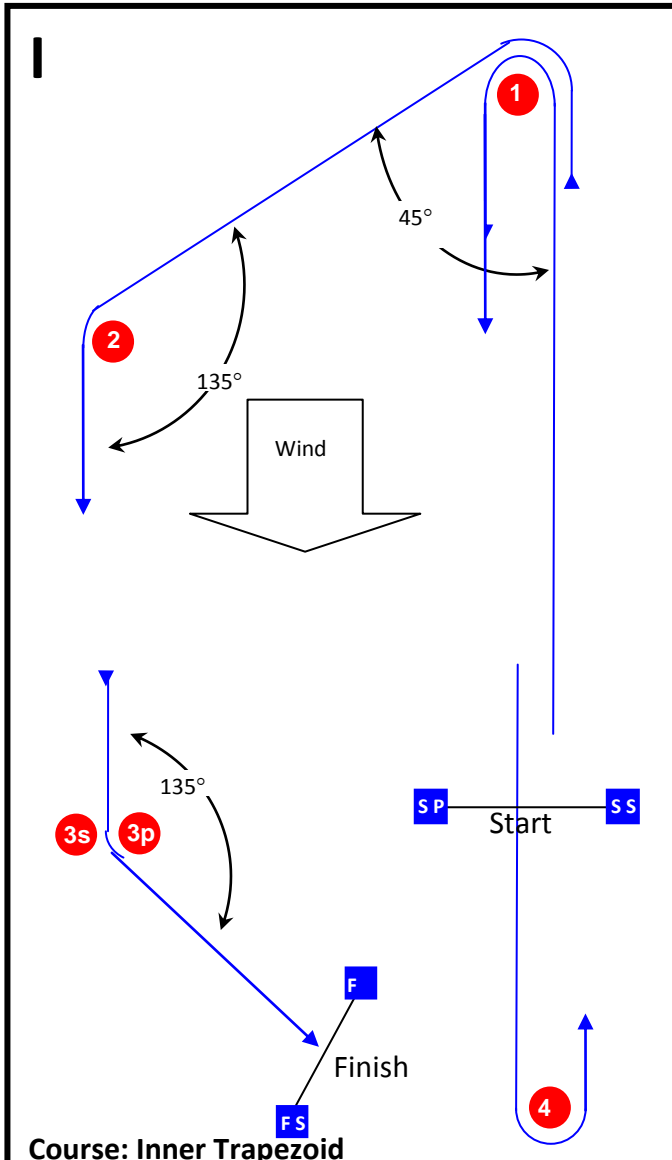 I
1
45°
2
135°
Wind
135°
S P
S S
Start
3s
3p
F
Finish
F S
4
Course: Inner Trapezoid